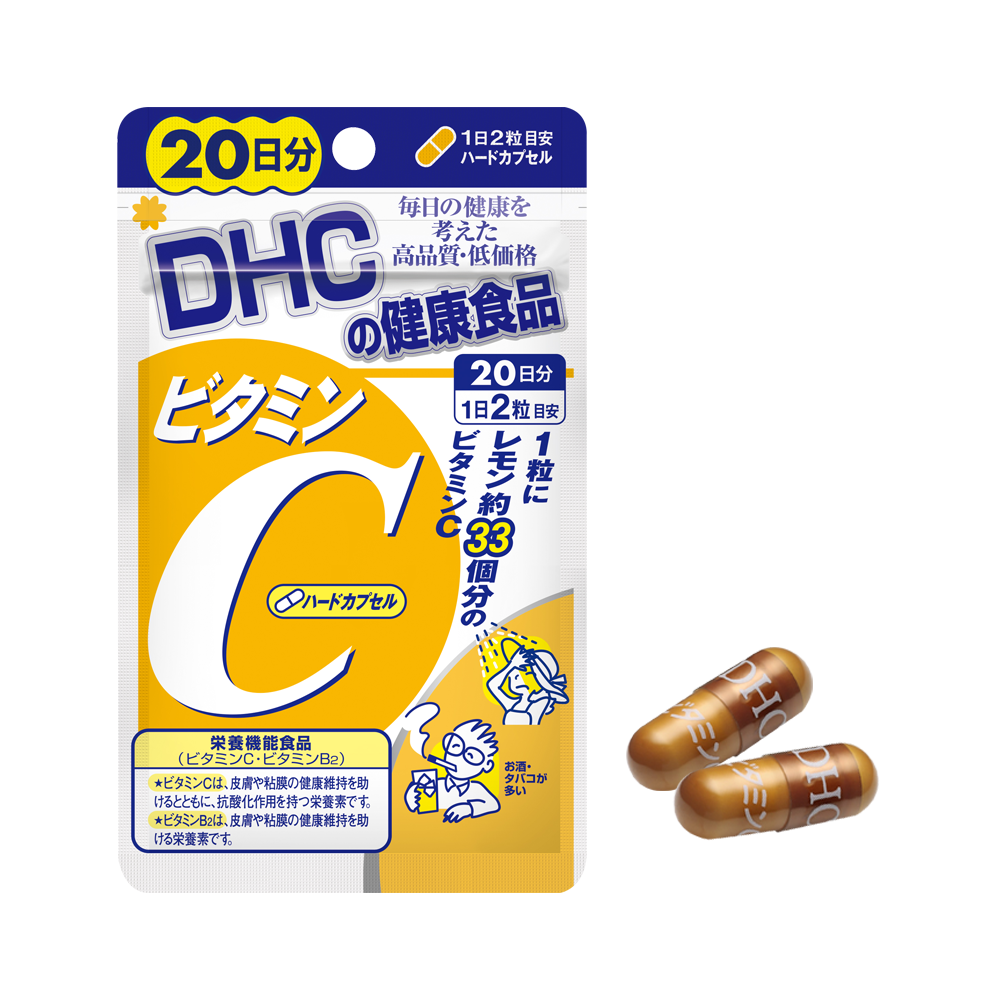 20日分
1日2粒目安
ハードカプセル
毎日の健康を
考えた
高品質・低価格
DHC
の健康食品
20日分
1日2粒目安
ビタミン
C
1粒に
レモン約33個分の
ビタミンC
ハードカプセル
栄養機能食品
(ビタミンC・ビタミンB2)
★ビタミンCは、皮膚や粘膜の健康維持を助
けるとともに、抗酸化作用を持つ栄養素です。
★ビタミンB2は、皮膚や粘膜の健康維持を助
ける栄養素です。
お酒・
タバコが
多い
DHC
ビタミン
DHC
ビタミンC